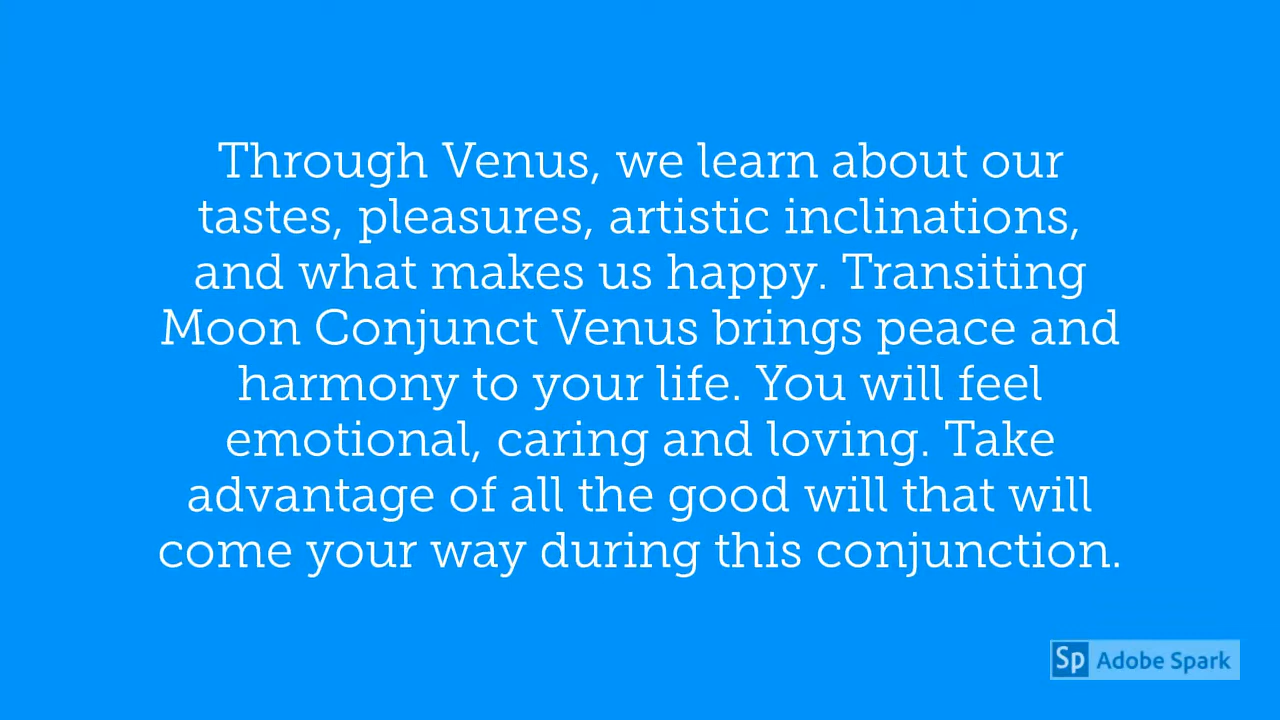 Through Venus, we learn about our
tastes, pleasures, artistic inclinations,
and what makes us happy. Transiting
Moon Conjunct Venus brings peace and
harmony to your life. You will feel
emotional, caring and loving. Take
advantage of all the good will that will
come your way during this conjunction.
Sp Adobe Spark